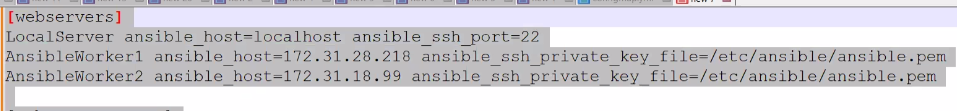 [webservers]
LocalServer ansible_host=localhost ansible_ssh_port=22
AnsibleWorker1 ansible_host=172.31.28.218 ansible_ssh_private_key_file=/etc/ansible/ansible.pem
AnsibleWorker2 ansible_host=172.31.18.99 ansible_ssh_private_key_file=/etc/ansible/ansible.pem